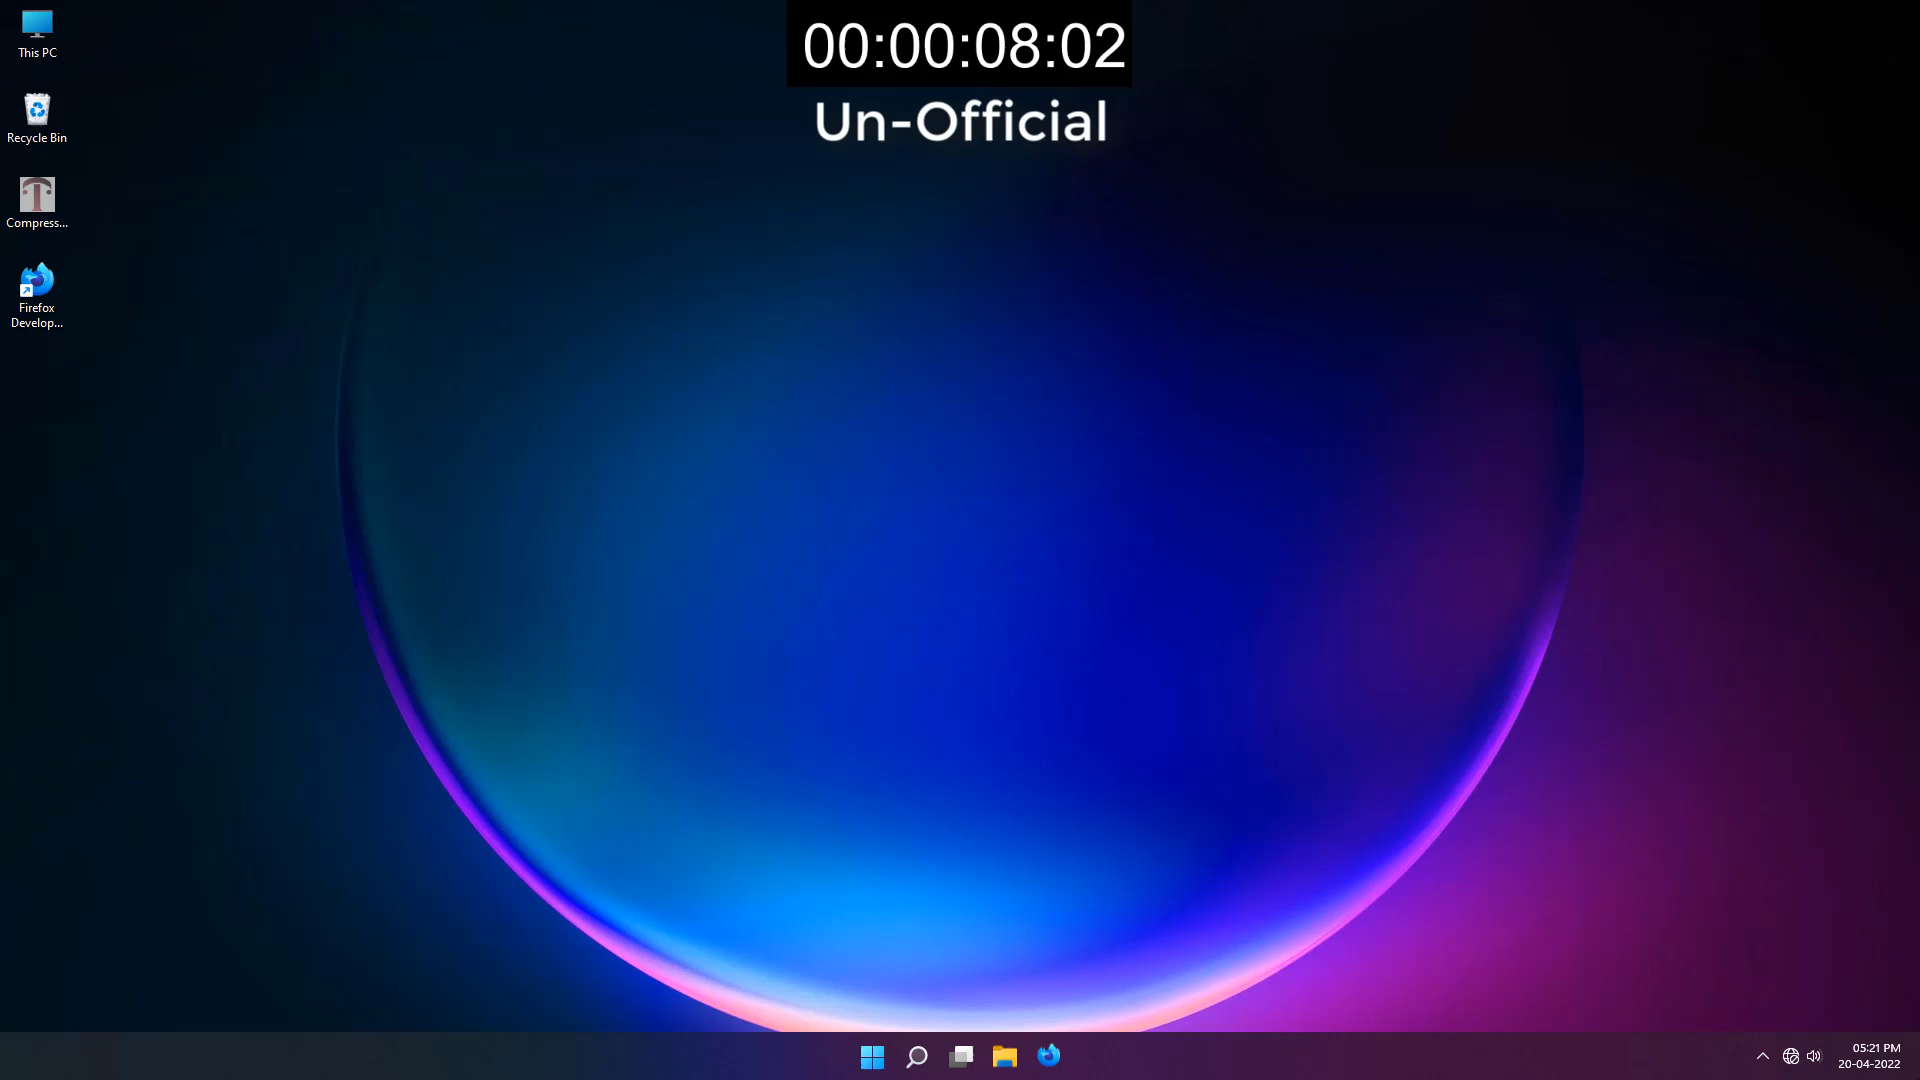 This PC
00:00:08:02
Un-Official
Recycle Bin
Compress...
Firefox
Develop...
05:21 PM
20-04-2022